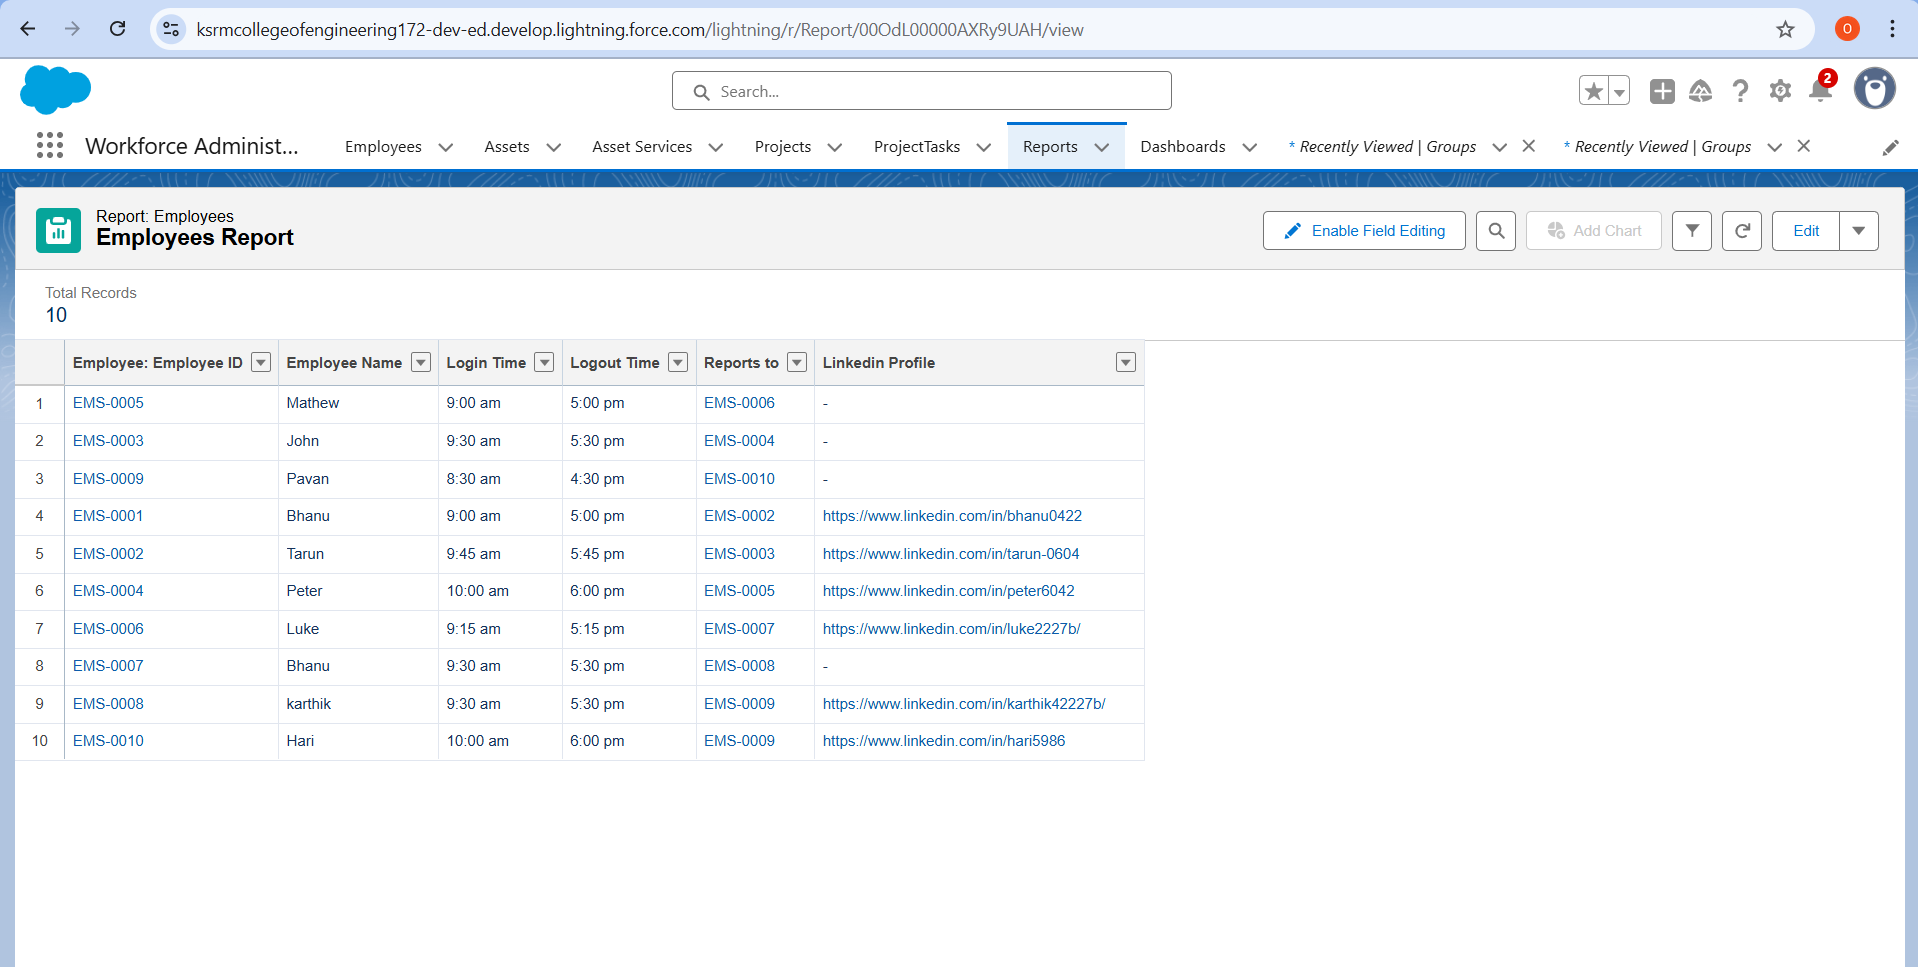 ksrmcollegeofengineering172-dev-ed.develop.lightning.force.com/lightning/r/Report/00OdL00000AXRy9UAH/view
O
Search...
2
Workforce Administ... Employees Assets Asset Services Projects ProjectTasks Reports Dashboards * Recently Viewed | Groups * Recently Viewed | Groups
Report: Employees
Employees Report
Enable Field Editing Add Chart Edit
Total Records
10
Employee: Employee ID Employee Name Login Time Logout Time Reports to Linkedin Profile
1 EMS-0005 Mathew 9:00 am 5:00 pm EMS-0006 -
2 EMS-0003 John 9:30 am 5:30 pm EMS-0004 -
3 EMS-0009 Pavan 8:30 am 4:30 pm EMS-0010 -
4 EMS-0001 Bhanu 9:00 am 5:00 pm EMS-0002 https://www.linkedin.com/in/bhanu0422
5 EMS-0002 Tarun 9:45 am 5:45 pm EMS-0003 https://www.linkedin.com/in/tarun-0604
6 EMS-0004 Peter 10:00 am 6:00 pm EMS-0005 https://www.linkedin.com/in/peter6042
7 EMS-0006 Luke 9:15 am 5:15 pm EMS-0007 https://www.linkedin.com/in/luke2227b/
8 EMS-0007 Bhanu 9:30 am 5:30 pm EMS-0008 -
9 EMS-0008 karthik 9:30 am 5:30 pm EMS-0009 https://www.linkedin.com/in/karthik42227b/
10 EMS-0010 Hari 10:00 am 6:00 pm EMS-0009 https://www.linkedin.com/in/hari5986